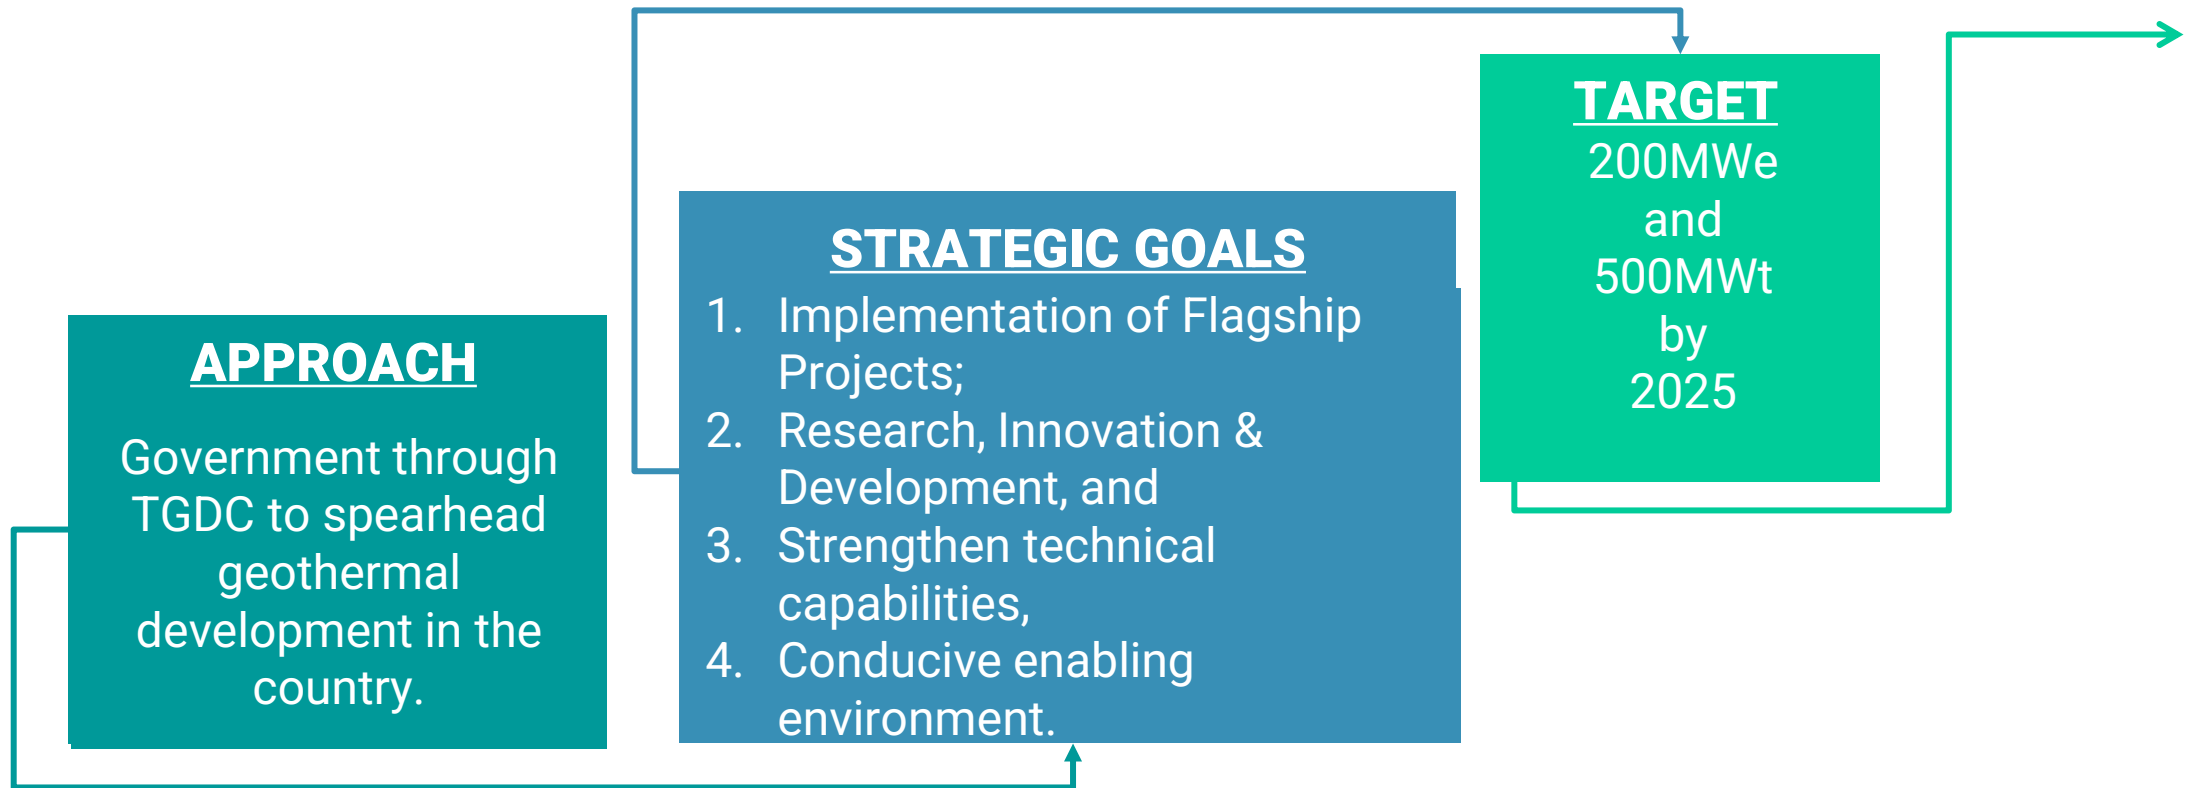 APPROACH
Government through
TGDC to spearhead
geothermal
development in the
country.
STRATEGIC GOALS
1. Implementation of Flagship
Projects;
2. Research, Innovation &
Development, and
3. Strengthen technical
capabilities,
4. Conducive enabling
environment.
TARGET
200MWe
and
500MWt
by
2025